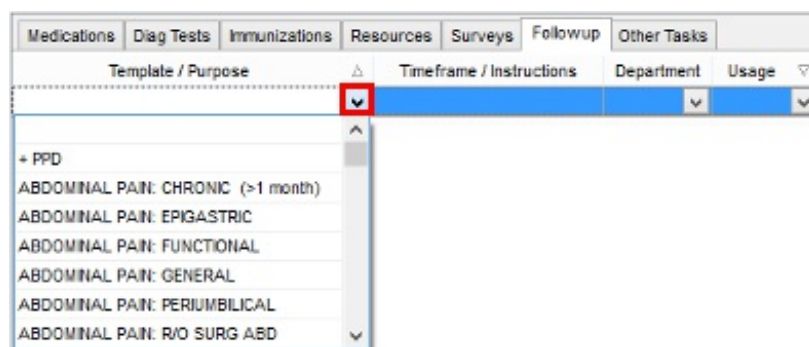 Medications Diag Tests Immunizations Resources Surveys Followup Other Tasks
Template / Purpose Timeframe / Instructions Department Usage
+ PPD
ABDOMINAL PAIN: CHRONIC (>1 month)
ABDOMINAL PAIN: EPIGASTRIC
ABDOMINAL PAIN: FUNCTIONAL
ABDOMINAL PAIN: GENERAL
ABDOMINAL PAIN: PERIUMBILICAL
ABDOMINAL PAIN: R/O SURG ABD